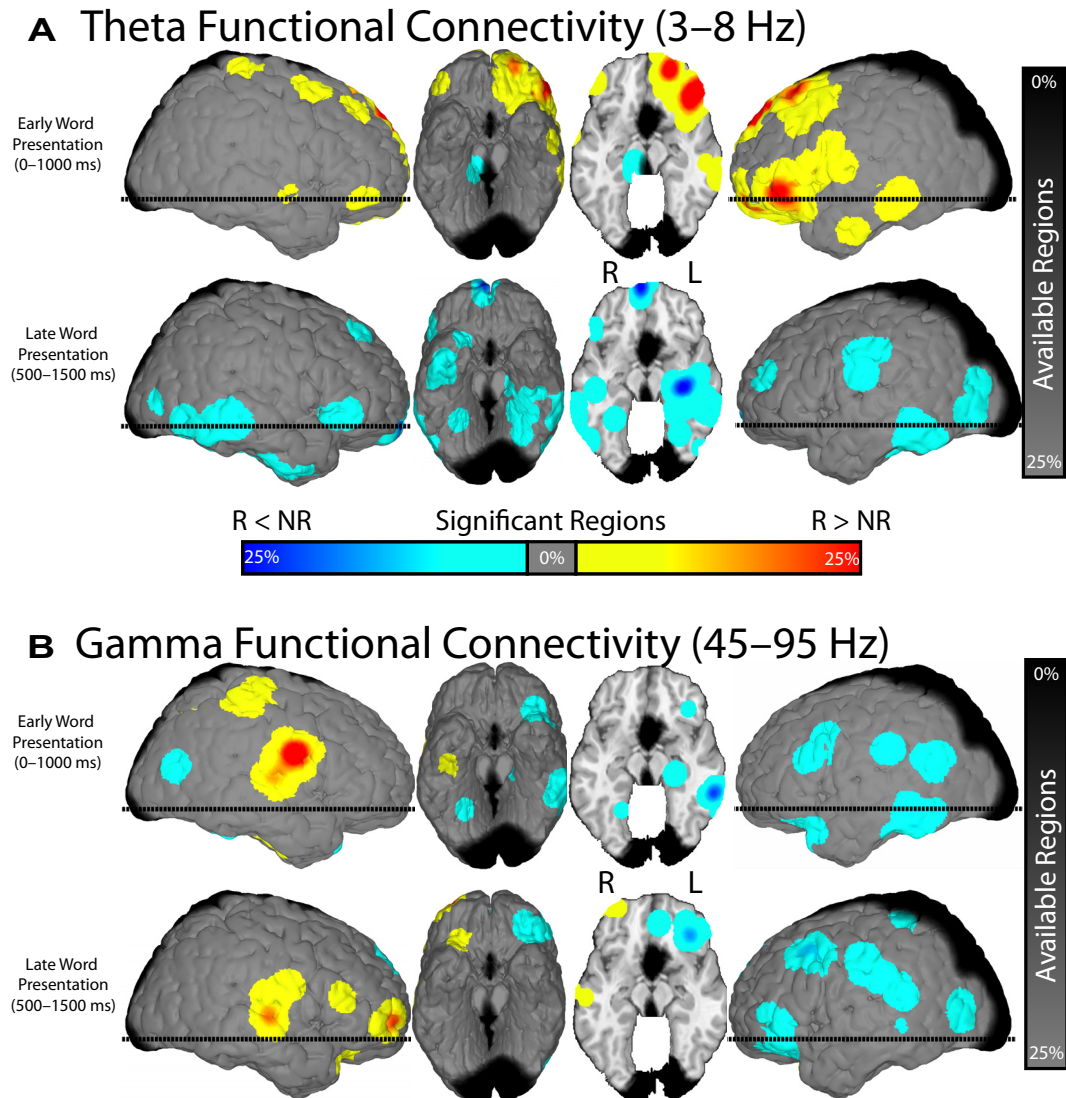 A Theta Functional Connectivity (3–8 Hz)
Early Word
Presentation
(0–1000 ms)
0%
Available Regions
25%
R L
Late Word
Presentation
(500–1500 ms)
R < NR Significant Regions R > NR
25% 0% 25%
B Gamma Functional Connectivity (45–95 Hz)
Early Word
Presentation
(0–1000 ms)
0%
Available Regions
25%
R L
Late Word
Presentation
(500–1500 ms)